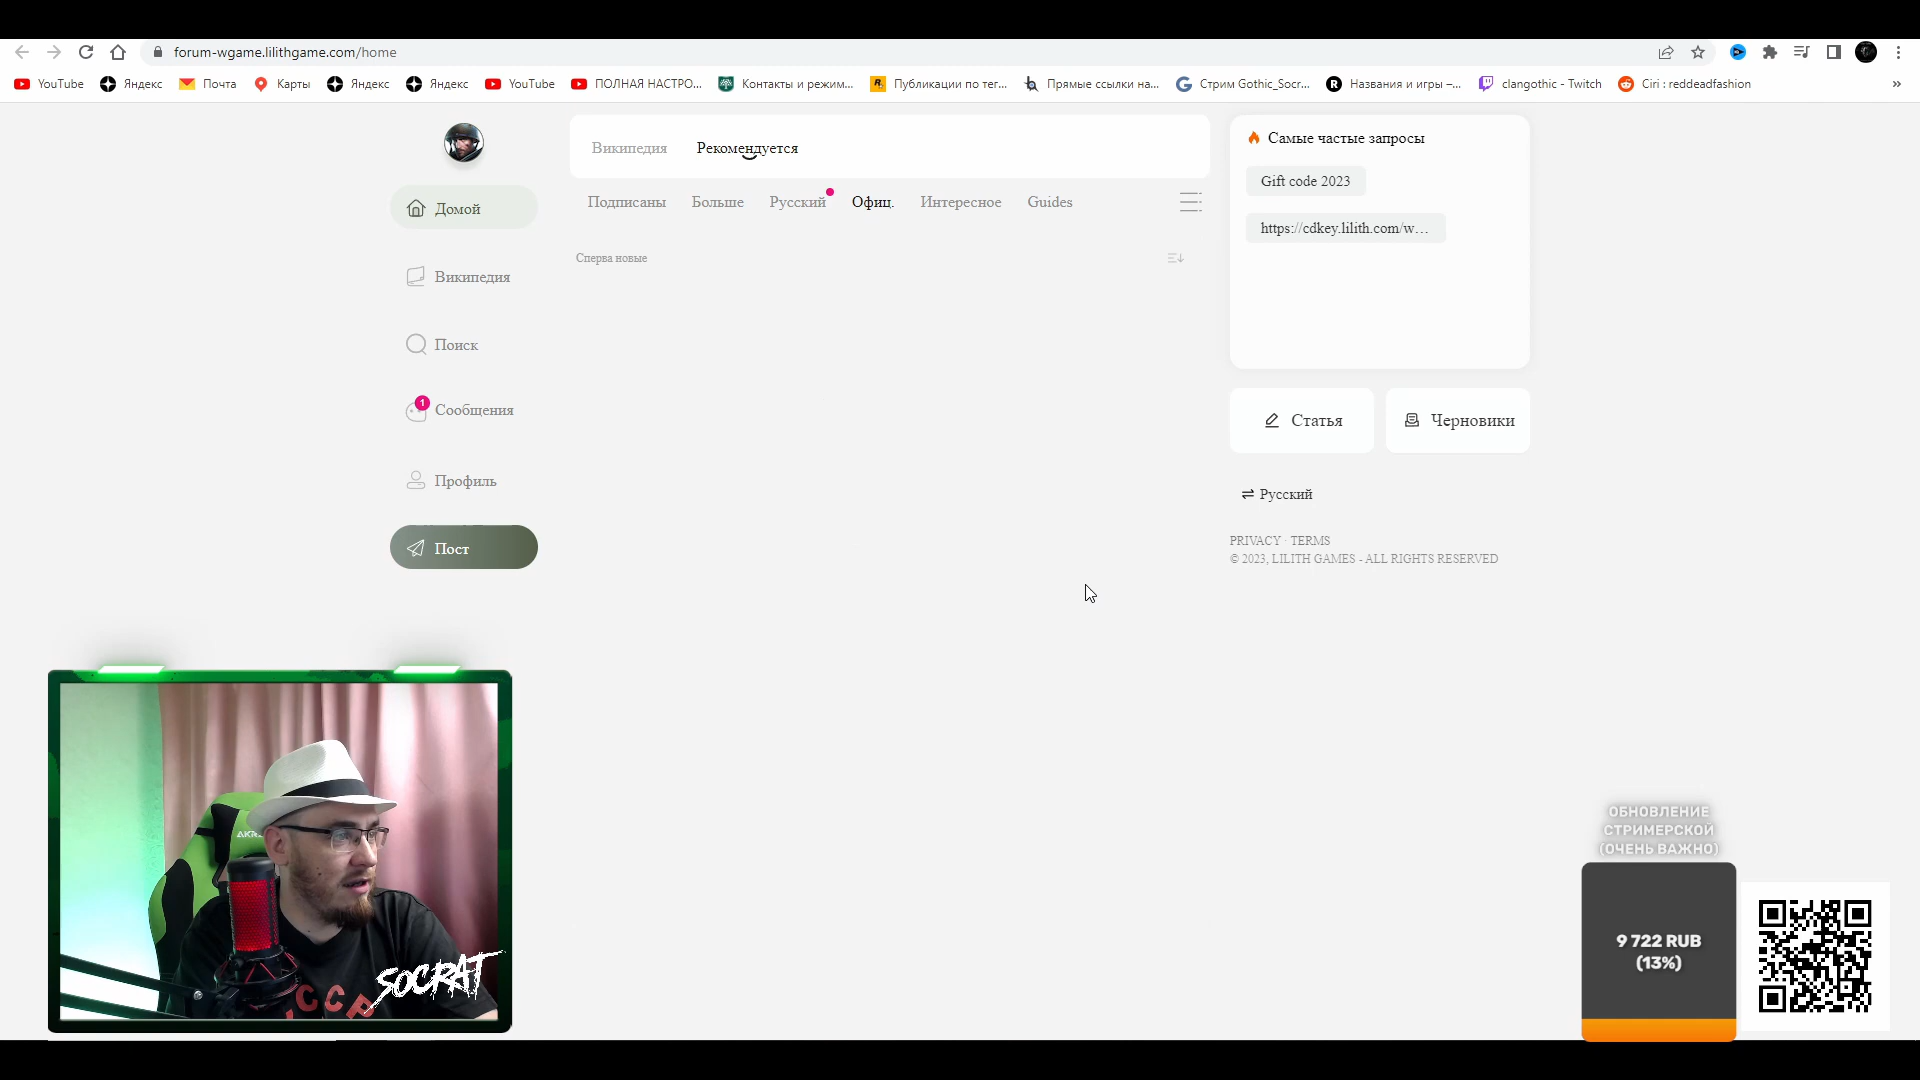 forum-wgame.lilithgame.com/home
YouTube
Яндекс
Почта
Карты
Яндекс
Яндекс
YouTube
ПОЛНАЯ НАСТРО...
Контакты и режим...
Публикации по тег...
Прямые ссылки на...
Стрим Gothic_Socr...
Названия и игры –...
clangothic - Twitch
Ciri : reddeadfashion
»
Википедия
Рекомендуется
Подписаны
Больше
Русский
Офиц.
Интересное
Guides
Сперва новые
Домой
Википедия
Поиск
1
Сообщения
Профиль
Пост
Самые частые запросы
Gift code 2023
https://cdkey.lilith.com/w...
Статья
Черновики
Русский
PRIVACY · TERMS
© 2023, LILITH GAMES - ALL RIGHTS RESERVED
СССР
SOCRAT
ОБНОВЛЕНИЕ
СТРИМЕРСКОЙ
(ОЧЕНЬ ВАЖНО)
9 722 RUB
(13%)